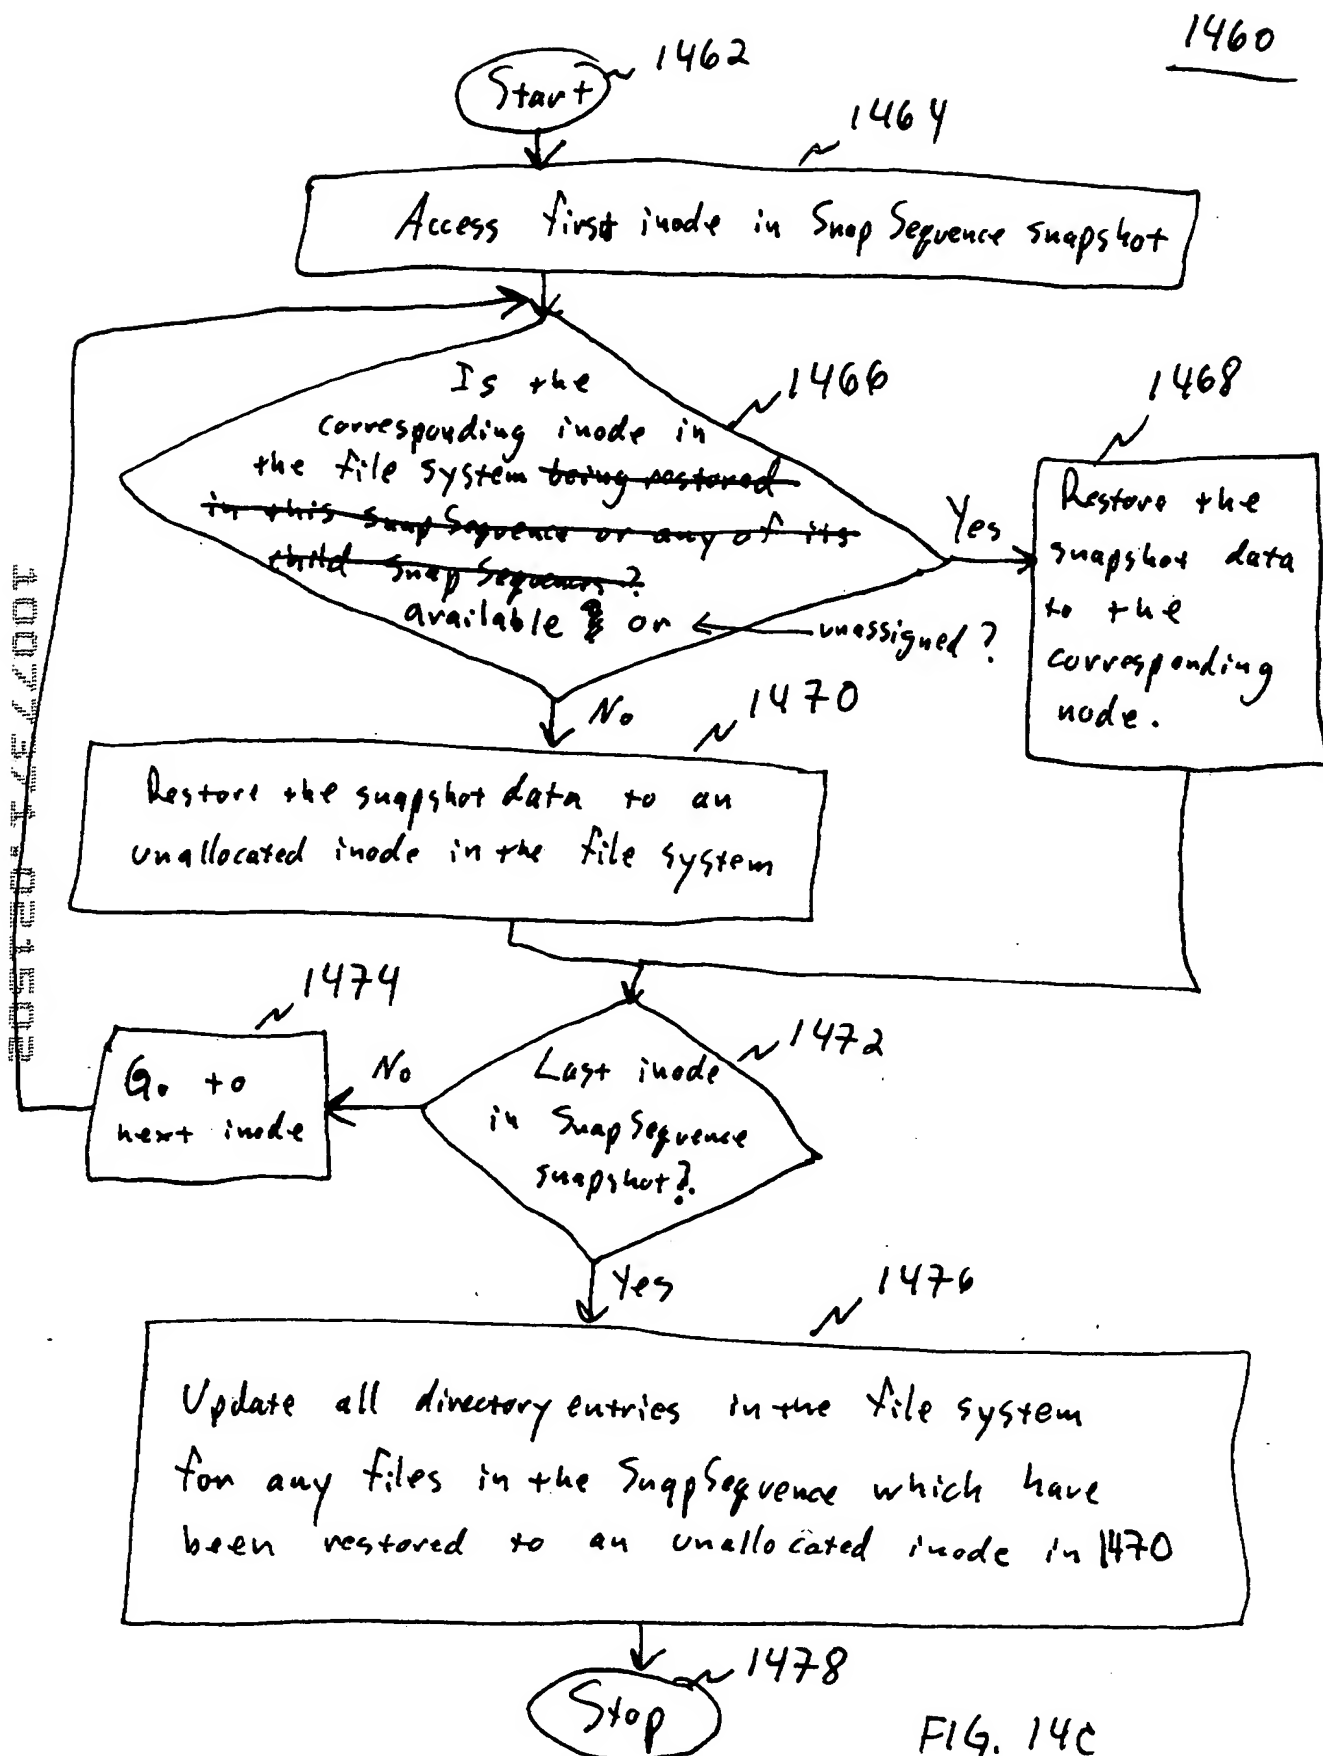 1460
Start
1462
1464
Access first inode in SnapSequence snapshot
Is the
corresponding inode in
the file system being restored
in this SnapSequence or any of its
child SnapSequences?
available or
unassigned?
1466
Yes
1468
Restore the
snapshot data
to the
corresponding
node.
No
1470
Restore the snapshot data to an
unallocated inode in the file system
1474
Go to
next inode
No
Last inode
in SnapSequence
snapshot?
1472
Yes
1476
Update all directory entries in the file system
for any files in the SnapSequence which have
been restored to an unallocated inode in 1470
Stop
1478
FIG. 14C
10077371.021502